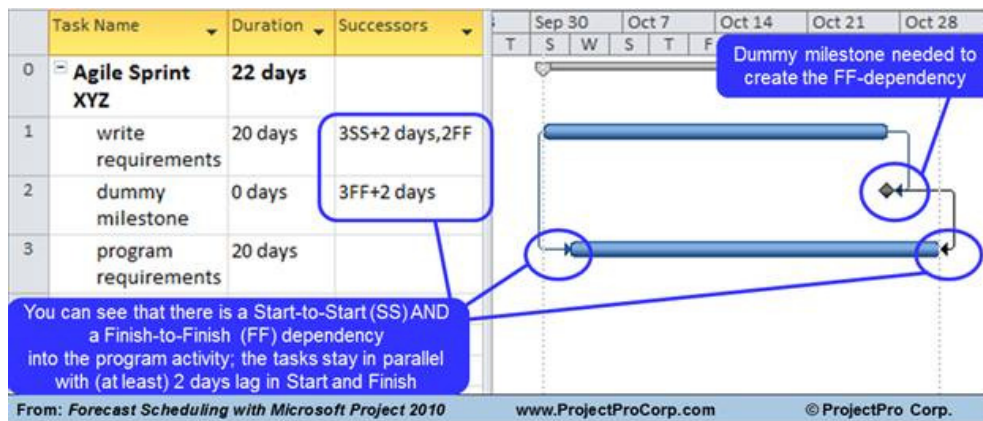 Task Name Duration Successors
Sep 30 Oct 7 Oct 14 Oct 21 Oct 28
T S W S T F
0 Agile Sprint 22 days
XYZ
1 write 20 days 3SS+2 days,2FF
requirements
2 dummy 0 days 3FF+2 days
milestone
3 program 20 days
requirements
Dummy milestone needed to
create the FF-dependency
You can see that there is a Start-to-Start (SS) AND
a Finish-to-Finish (FF) dependency
into the program activity; the tasks stay in parallel
with (at least) 2 days lag in Start and Finish
From: Forecast Scheduling with Microsoft Project 2010 www.ProjectProCorp.com © ProjectPro Corp.